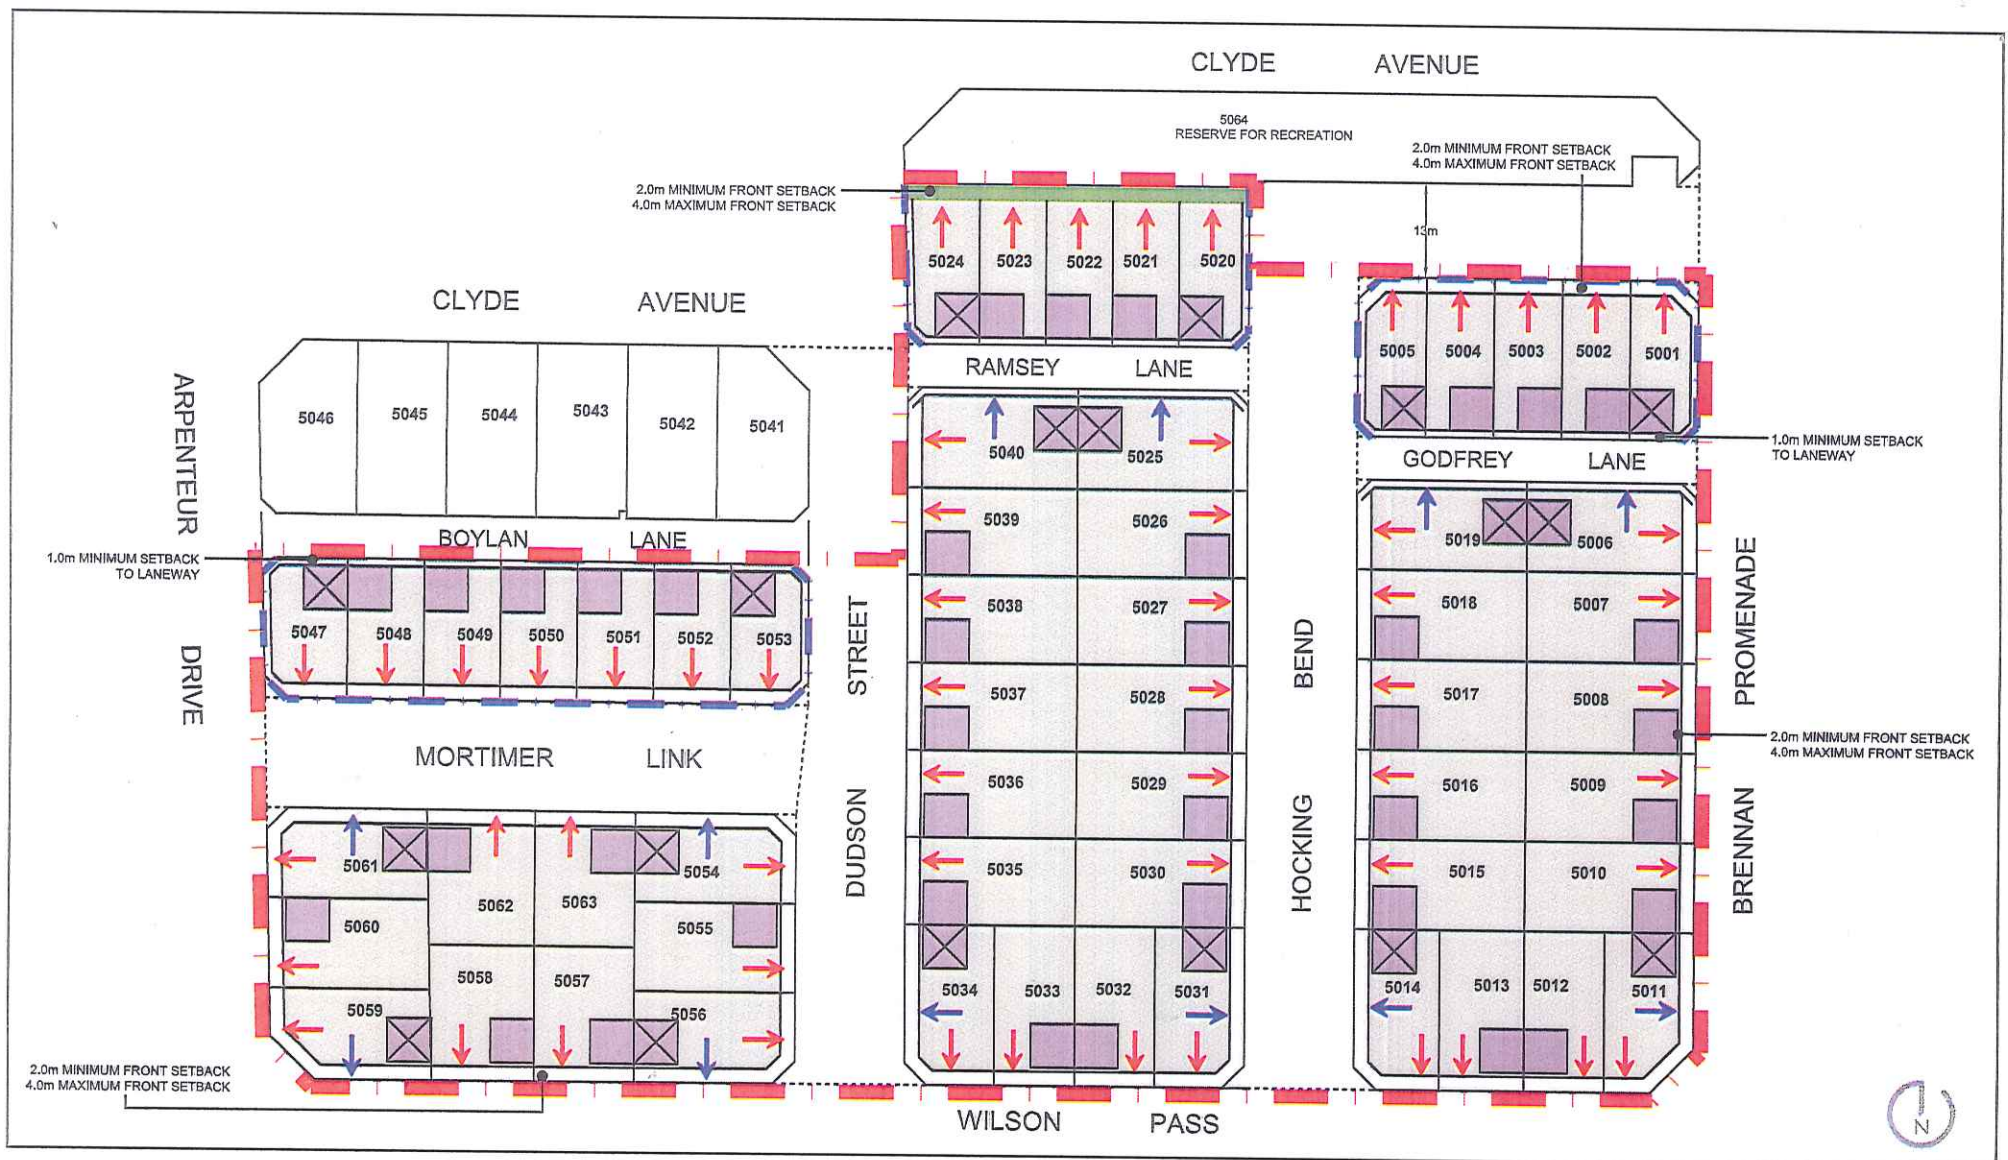 CLYDE AVENUE
5064
RESERVE FOR RECREATION
2.0m MINIMUM FRONT SETBACK
4.0m MAXIMUM FRONT SETBACK
2.0m MINIMUM FRONT SETBACK
4.0m MAXIMUM FRONT SETBACK
13m
5024 5023 5022 5021 5020
CLYDE AVENUE
RAMSEY LANE
5005 5004 5003 5002 5001
1.0m MINIMUM SETBACK
TO LANEWAY
GODFREY LANE
ARPENTEUR DRIVE
5046 5045 5044 5043 5042 5041
BOYLAN LANE
1.0m MINIMUM SETBACK
TO LANEWAY
5047 5048 5049 5050 5051 5052 5053
MORTIMER LINK
5061 5054
5062 5063
5060 5055
5058 5057
5059 5056
2.0m MINIMUM FRONT SETBACK
4.0m MAXIMUM FRONT SETBACK
DUDSON STREET
5040 5025
5039 5026
5038 5027
5037 5028
5036 5029
5035 5030
5034 5033 5032 5031
HOCKING BEND
5019 5006
5018 5007
5017 5008
5016 5009
5015 5010
5014 5013 5012 5011
BRENNAN PROMENADE
2.0m MINIMUM FRONT SETBACK
4.0m MAXIMUM FRONT SETBACK
WILSON PASS
N